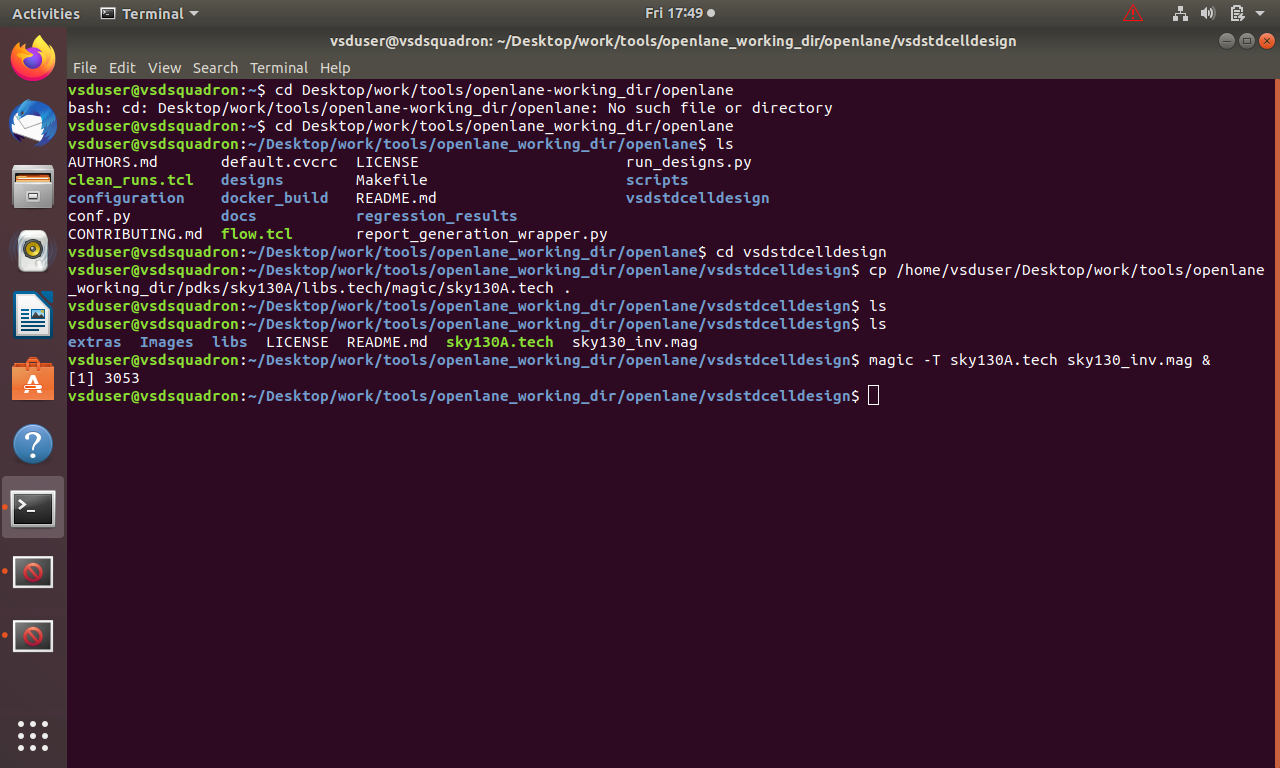 Activities Terminal Fri 17:49
vsduser@vsdsquadron: ~/Desktop/work/tools/openlane_working_dir/openlane/vsdstdcelldesign
File Edit View Search Terminal Help
vsduser@vsdsquadron:~$ cd Desktop/work/tools/openlane-working_dir/openlane
bash: cd: Desktop/work/tools/openlane-working_dir/openlane: No such file or directory
vsduser@vsdsquadron:~$ cd Desktop/work/tools/openlane_working_dir/openlane
vsduser@vsdsquadron:~/Desktop/work/tools/openlane_working_dir/openlane$ ls
AUTHORS.md default.cvcrc LICENSE run_designs.py
clean_runs.tcl designs Makefile scripts
configuration docker_build README.md vsdstdcelldesign
conf.py docs regression_results
CONTRIBUTING.md flow.tcl report_generation_wrapper.py
vsduser@vsdsquadron:~/Desktop/work/tools/openlane_working_dir/openlane$ cd vsdstdcelldesign
vsduser@vsdsquadron:~/Desktop/work/tools/openlane_working_dir/openlane/vsdstdcelldesign$ cp /home/vsduser/Desktop/work/tools/openlane
_working_dir/pdks/sky130A/libs.tech/magic/sky130A.tech .
vsduser@vsdsquadron:~/Desktop/work/tools/openlane_working_dir/openlane/vsdstdcelldesign$ ls
vsduser@vsdsquadron:~/Desktop/work/tools/openlane_working_dir/openlane/vsdstdcelldesign$ ls
extras Images libs LICENSE README.md sky130A.tech sky130_inv.mag
vsduser@vsdsquadron:~/Desktop/work/tools/openlane_working_dir/openlane/vsdstdcelldesign$ magic -T sky130A.tech sky130_inv.mag &
[1] 3053
vsduser@vsdsquadron:~/Desktop/work/tools/openlane_working_dir/openlane/vsdstdcelldesign$